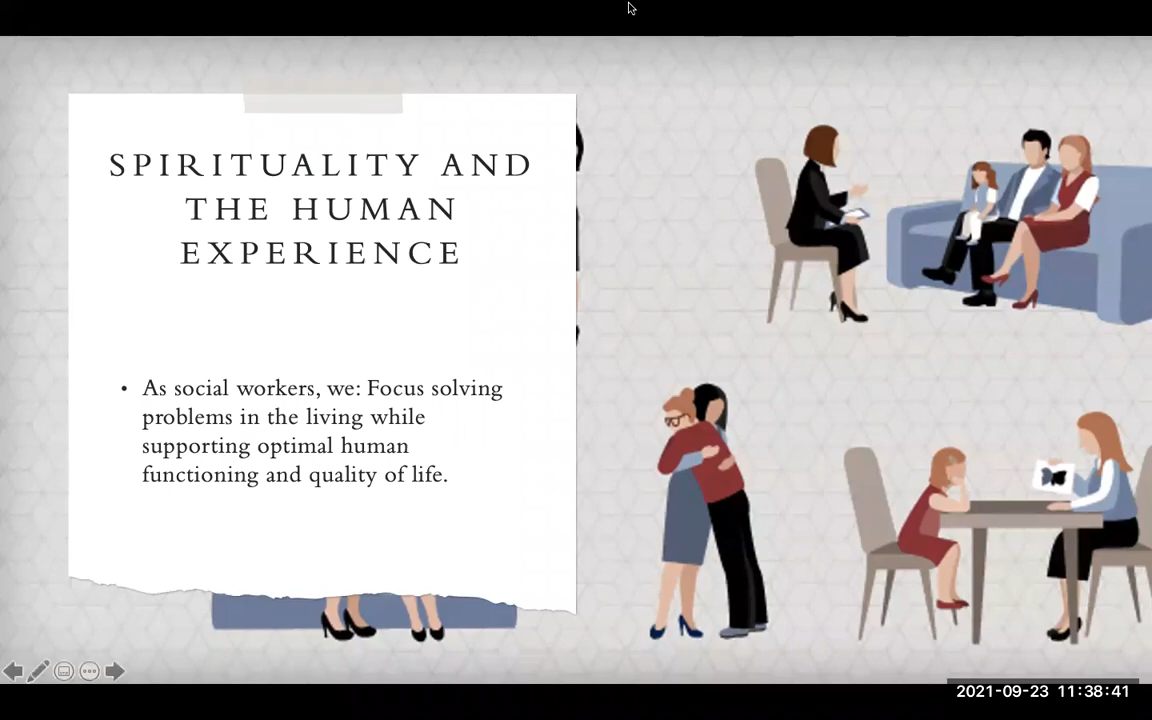 SPIRITUALITY AND
THE HUMAN
EXPERIENCE
• As social workers, we: Focus solving
problems in the living while
supporting optimal human
functioning and quality of life.
2021-09-23 11:38:41